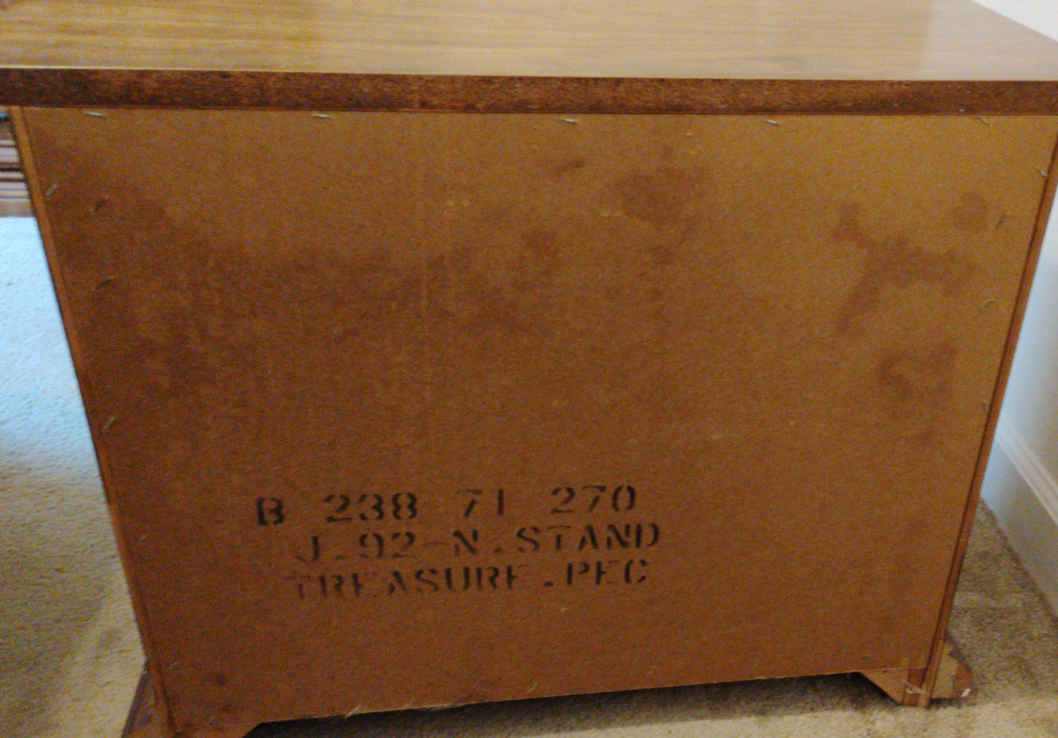 B 238 71 270
J.92-N.STAND
TREASURE.PEC